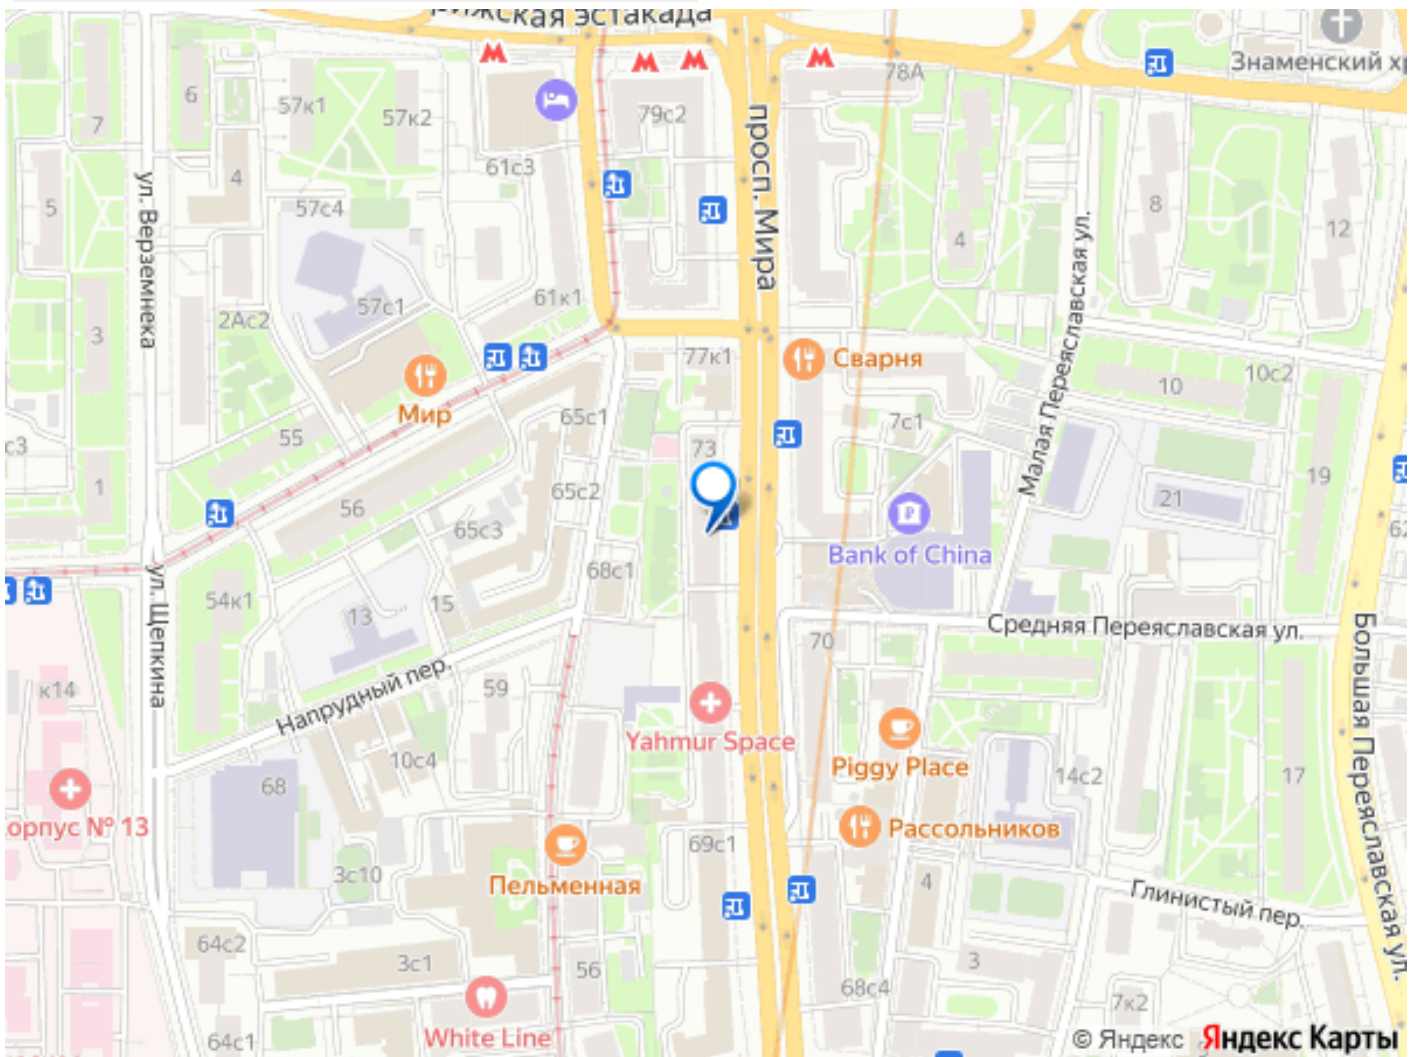 Рижская эстакада
Знаменский хр
78А
6
57к1
57к2
79с2
7
61с3
4
5
57с4
просп. Мира
8
12
4
ул. Верземнека
61к1
57с1
2Ас2
3
77к1
Сварня
Малая Переяславская ул.
10
10с2
Мир
65с1
7с1
55
с3
73
1
19
65с2
21
56
65с3
62
Bank of China
68с1
54к1
15
13
ул. Щепкина
Средняя Переяславская ул.
70
Большая Переяславская ул.
к14
59
Напрудный пер.
Yahmur Space
10с4
Piggy Place
14с2
17
68
орпус № 13
Рассольников
69с1
3с10
Пельменная
4
Глинистый пер.
64с2
3с1
56
3
68с4
7к2
64с1
White Line
© Яндекс Яндекс Карты